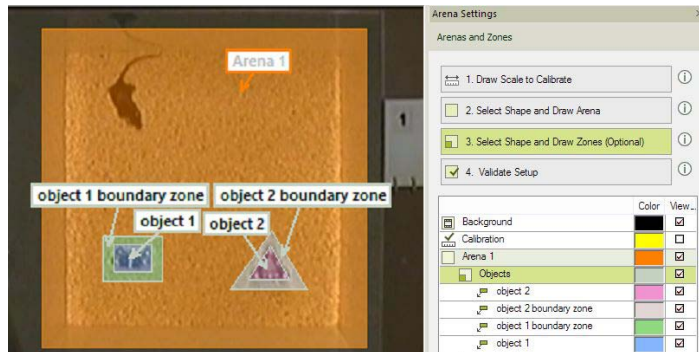 Arena 1
1
object 1 boundary zone
object 2 boundary zone
object 1
object 2
Arena Settings
Arenas and Zones
1. Draw Scale to Calibrate
2. Select Shape and Draw Arena
3. Select Shape and Draw Zones (Optional)
4. Validate Setup
Color View...
Background
Calibration
Arena 1
Objects
object 2
object 2 boundary zone
object 1 boundary zone
object 1